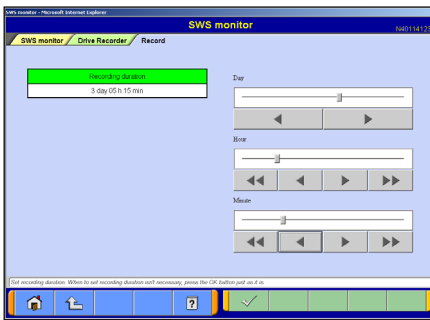 SWS monitor - Microsoft Internet Explorer
SWS monitor
N40114123
SWS monitor Drive Recorder Record
Recording duration
3 day 05 h 15 min
Day
Hour
Minute
Set recording duration. When to set recording duration isn't necessary, press the OK button just as it is.
?